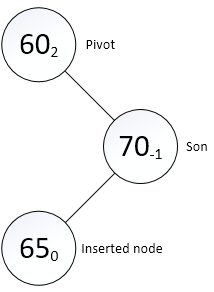 60₂ Pivot
70₋₁ Son
65₀ Inserted node